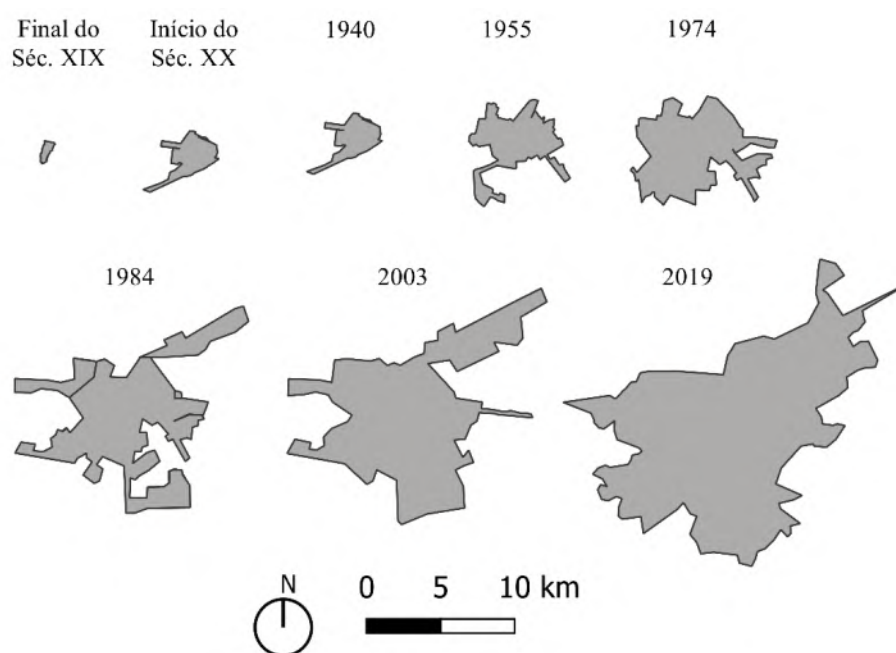 Final do
Séc. XIX
Início do
Séc. XX
1940
1955
1974
1984
2003
2019
N
0 5 10 km